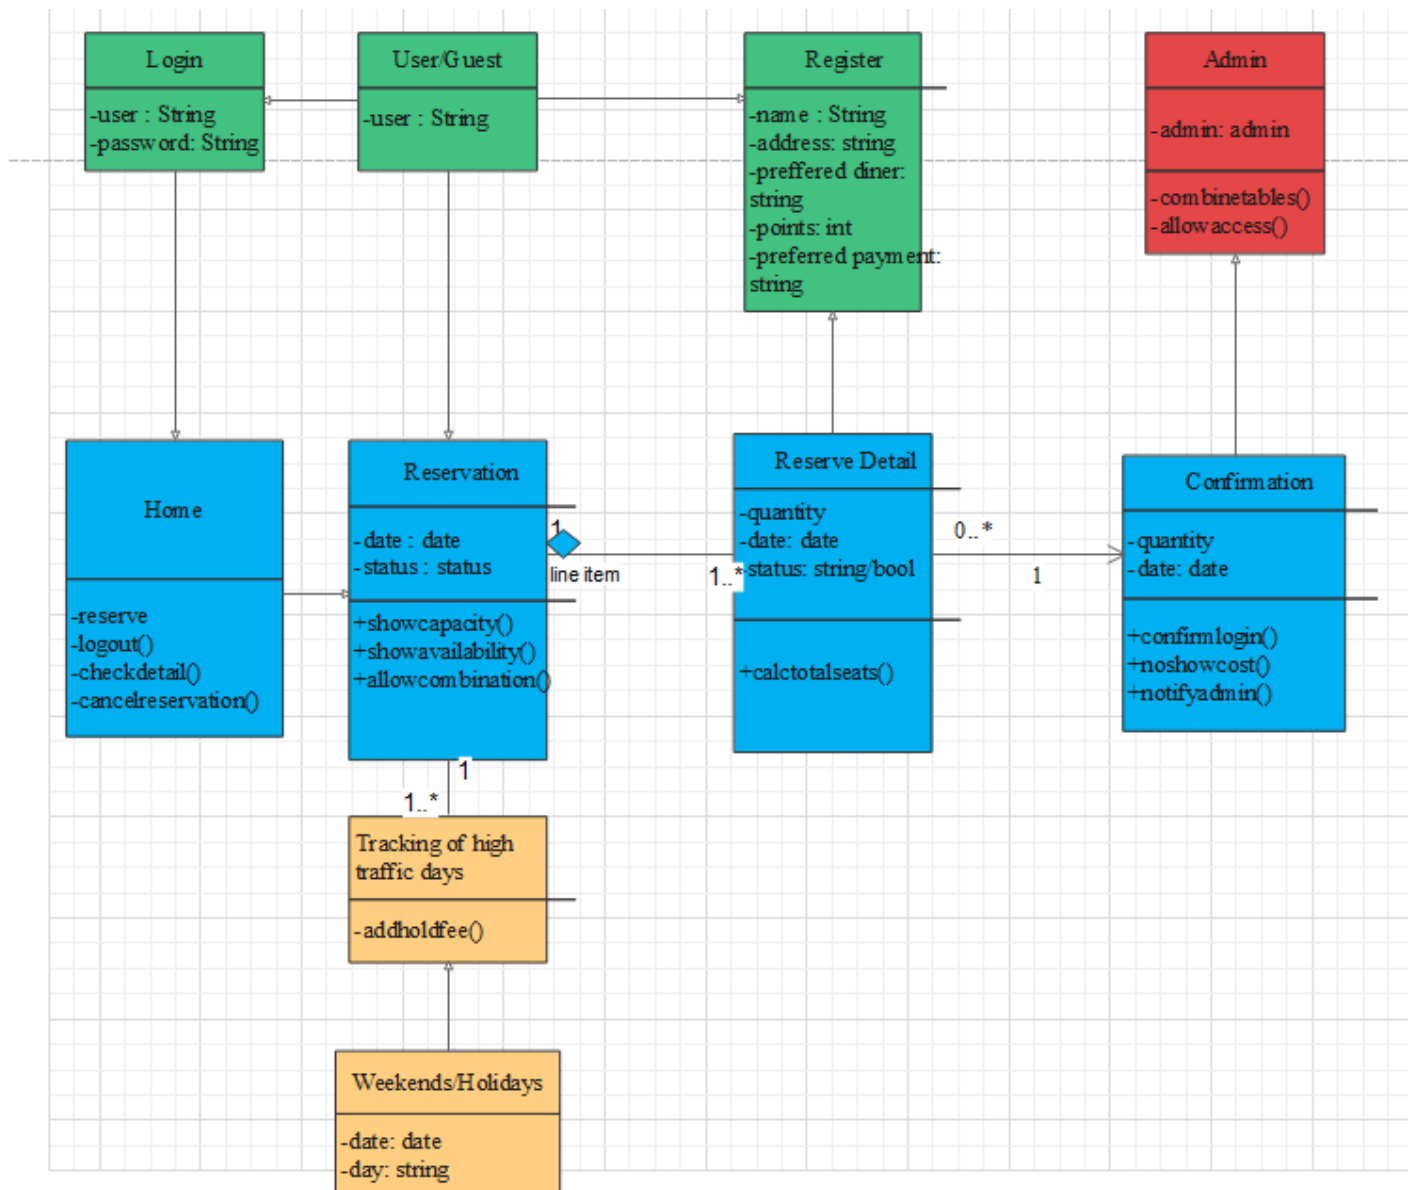 Login
-user : String
-password: String
User/Guest
-user : String
Register
-name : String
-address: string
-preffered diner:
string
-points: int
-preferred payment:
string
Admin
-admin: admin
-combinetables()
-allowaccess()
Home
-reserve
-logout()
-checkdetail()
-cancelreservation()
Reservation
-date : date
-status : status
+showcapacity()
+showavailability()
+allowcombination()
1
line item
1..*
Reserve Detail
-quantity
-date: date
-status: string/bool
+calctotalseats()
0..*
1
Confirmation
-quantity
-date: date
+confirmlogin()
+noshowcost()
+notifyadmin()
1
1..*
Tracking of high
traffic days
-addholdfee()
Weekends/Holidays
-date: date
-day: string